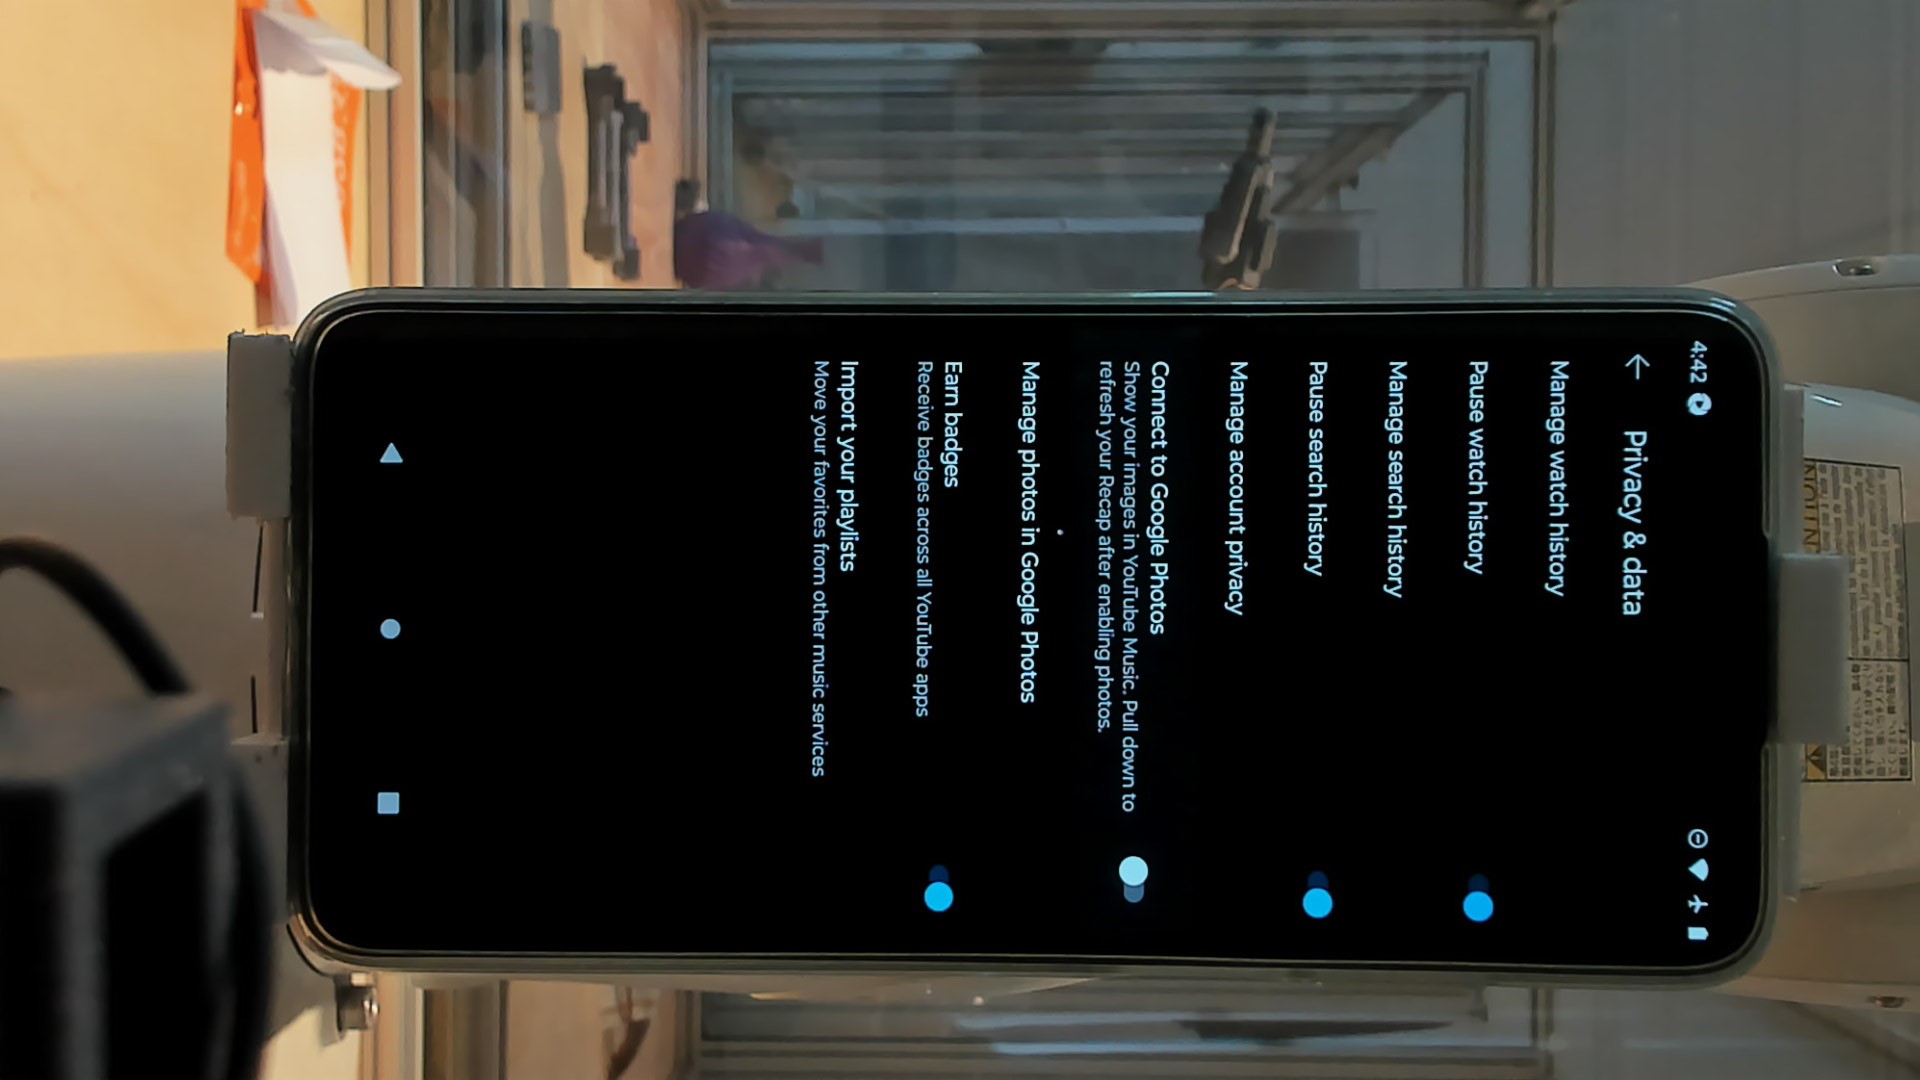 4:42
Privacy & data
Manage watch history
Pause watch history
Manage search history
Pause search history
Manage account privacy
Connect to Google Photos
Show your images in YouTube Music. Pull down to
refresh your Recap after enabling photos.
Manage photos in Google Photos
Earn badges
Receive badges across all YouTube apps
Import your playlists
Move your favorites from other music services